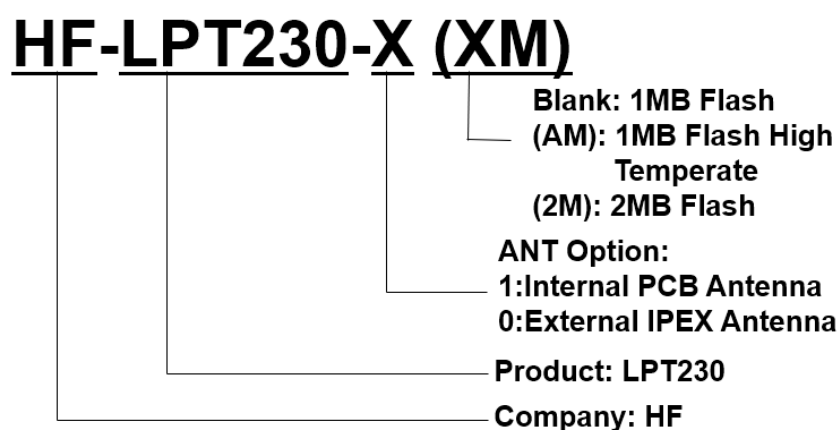 HF-LPT230-X (XM)
Blank: 1MB Flash
(AM): 1MB Flash High
Temperate
(2M): 2MB Flash
ANT Option:
1:Internal PCB Antenna
0:External IPEX Antenna
Product: LPT230
Company: HF